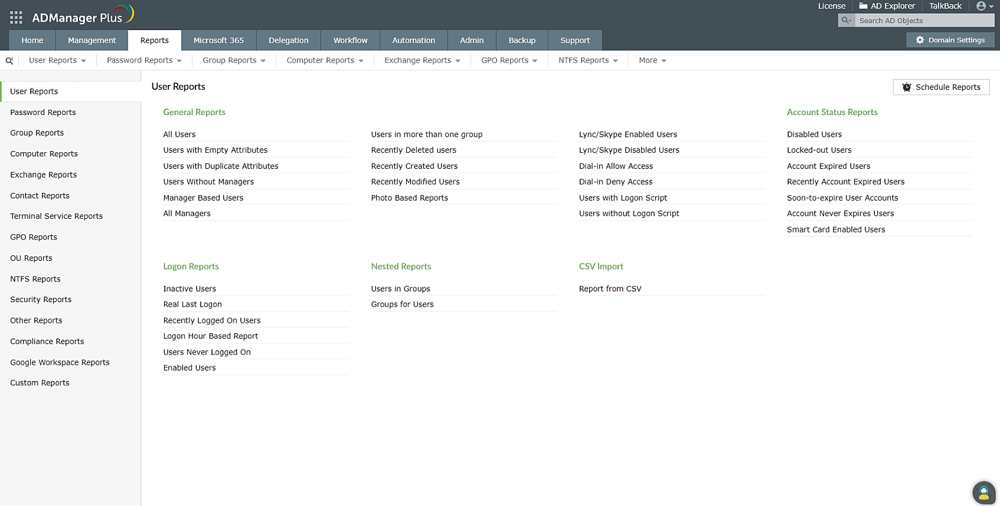 License
AD Explorer
TalkBack
ADManager Plus
Search AD Objects
Home
Management
Reports
Microsoft 365
Delegation
Workflow
Automation
Admin
Backup
Support
Domain Settings
User Reports
Password Reports
Group Reports
Computer Reports
Exchange Reports
GPO Reports
NTFS Reports
More
User Reports
Password Reports
Group Reports
Computer Reports
Exchange Reports
Contact Reports
Terminal Service Reports
GPO Reports
OU Reports
NTFS Reports
Security Reports
Other Reports
Compliance Reports
Google Workspace Reports
Custom Reports
User Reports
Schedule Reports
General Reports
All Users
Users with Empty Attributes
Users with Duplicate Attributes
Users Without Managers
Manager Based Users
All Managers
Users in more than one group
Recently Deleted users
Recently Created Users
Recently Modified Users
Photo Based Reports
Lync/Skype Enabled Users
Lync/Skype Disabled Users
Dial-in Allow Access
Dial-in Deny Access
Users with Logon Script
Users without Logon Script
Account Status Reports
Disabled Users
Locked-out Users
Account Expired Users
Recently Account Expired Users
Soon-to-expire User Accounts
Account Never Expires Users
Smart Card Enabled Users
Logon Reports
Inactive Users
Real Last Logon
Recently Logged On Users
Logon Hour Based Report
Users Never Logged On
Enabled Users
Nested Reports
Users in Groups
Groups for Users
CSV Import
Report from CSV